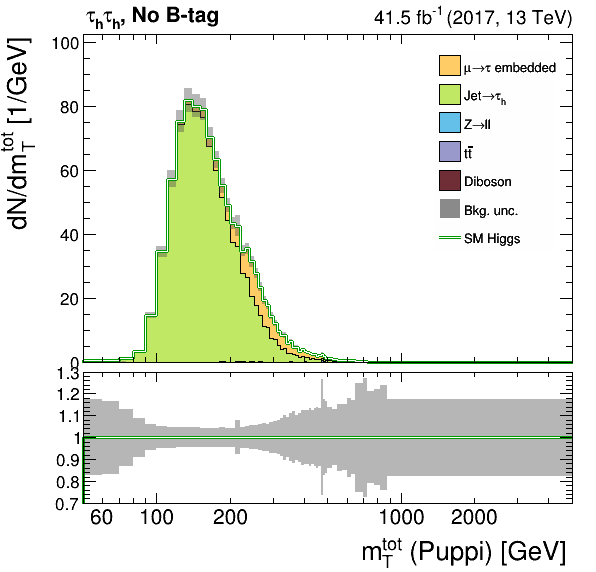 τhτh, No B-tag
41.5 fb-1 (2017, 13 TeV)
dN/dmTtot [1/GeV]
100
80
60
40
20
0
μ→τ embedded
Jet→τh
Z→ll
tt̄
Diboson
Bkg. unc.
SM Higgs
1.3
1.2
1.1
1
0.9
0.8
0.7
60 100 200 1000 2000
mTtot (Puppi) [GeV]